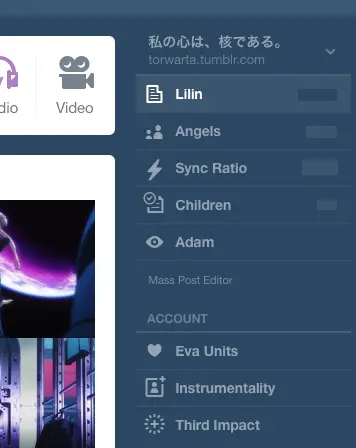 私の心は、核である。
torwarta.tumblr.com
dio
Video
Lilin
Angels
Sync Ratio
Children
Adam
Mass Post Editor
ACCOUNT
Eva Units
Instrumentality
Third Impact